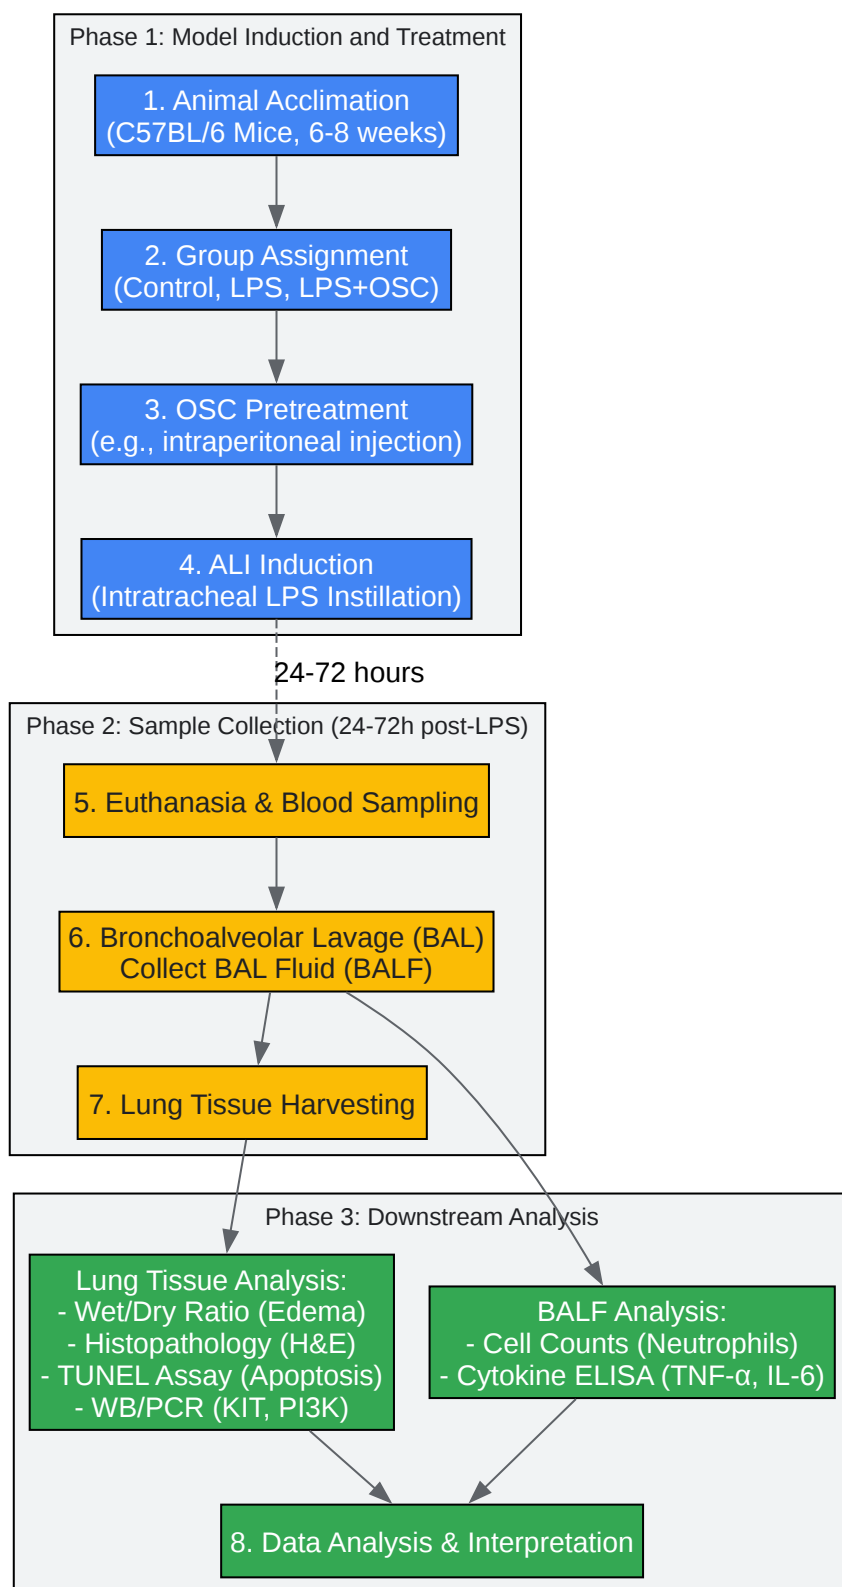 Phase 1: Model Induction and Treatment
1. Animal Acclimation
(C57BL/6 Mice, 6-8 weeks)
2. Group Assignment
(Control, LPS, LPS+OSC)
3. OSC Pretreatment
(e.g., intraperitoneal injection)
4. ALI Induction
(Intratracheal LPS Instillation)
24-72 hours
Phase 2: Sample Collection (24-72h post-LPS)
5. Euthanasia & Blood Sampling
6. Bronchoalveolar Lavage (BAL)
Collect BAL Fluid (BALF)
7. Lung Tissue Harvesting
Phase 3: Downstream Analysis
Lung Tissue Analysis:
- Wet/Dry Ratio (Edema)
- Histopathology (H&E)
- TUNEL Assay (Apoptosis)
- WB/PCR (KIT, PI3K)
BALF Analysis:
- Cell Counts (Neutrophils)
- Cytokine ELISA (TNF-α, IL-6)
8. Data Analysis & Interpretation